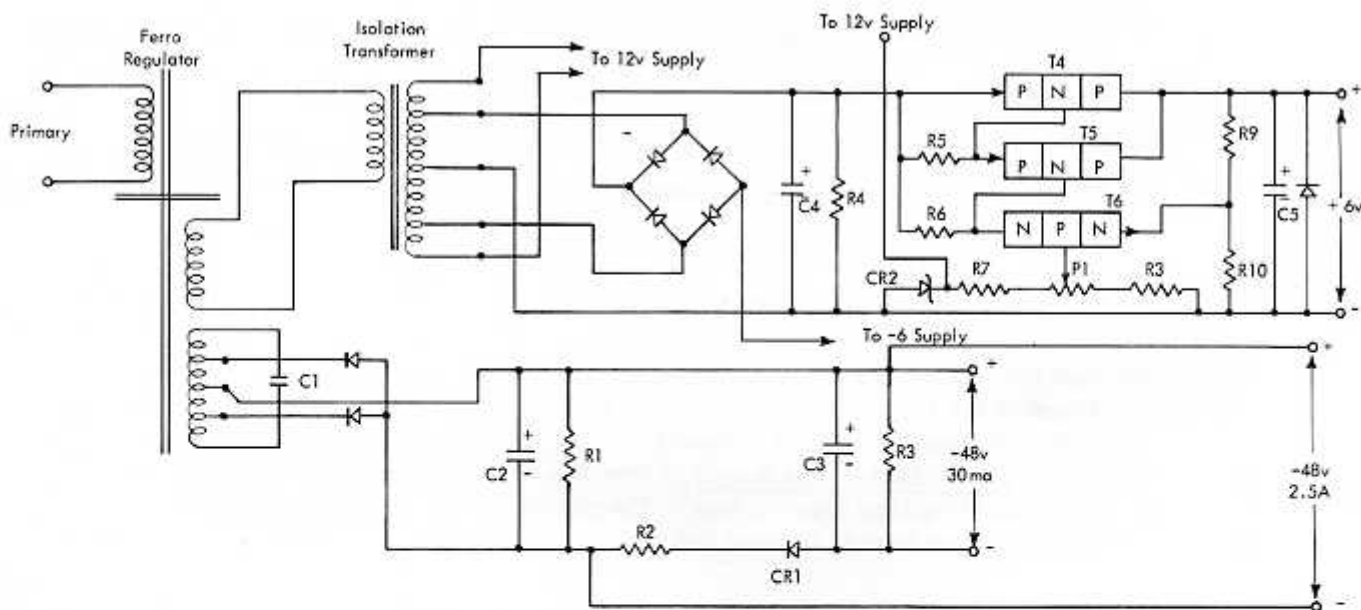 Ferro
Regulator
Isolation
Transformer
To 12v Supply
To 12v Supply
Primary
-
C4
+
R4
R5
R6
T4
P N P
T5
P N P
T6
N P N
CR2
R7
P1
R3
R9
R10
C5
+
-
+
+ 6v
-
To -6 Supply
C1
C2
+
-
R1
R2
CR1
C3
+
-
R3
+
-48v
30ma
-
+
-48v
2.5A
-